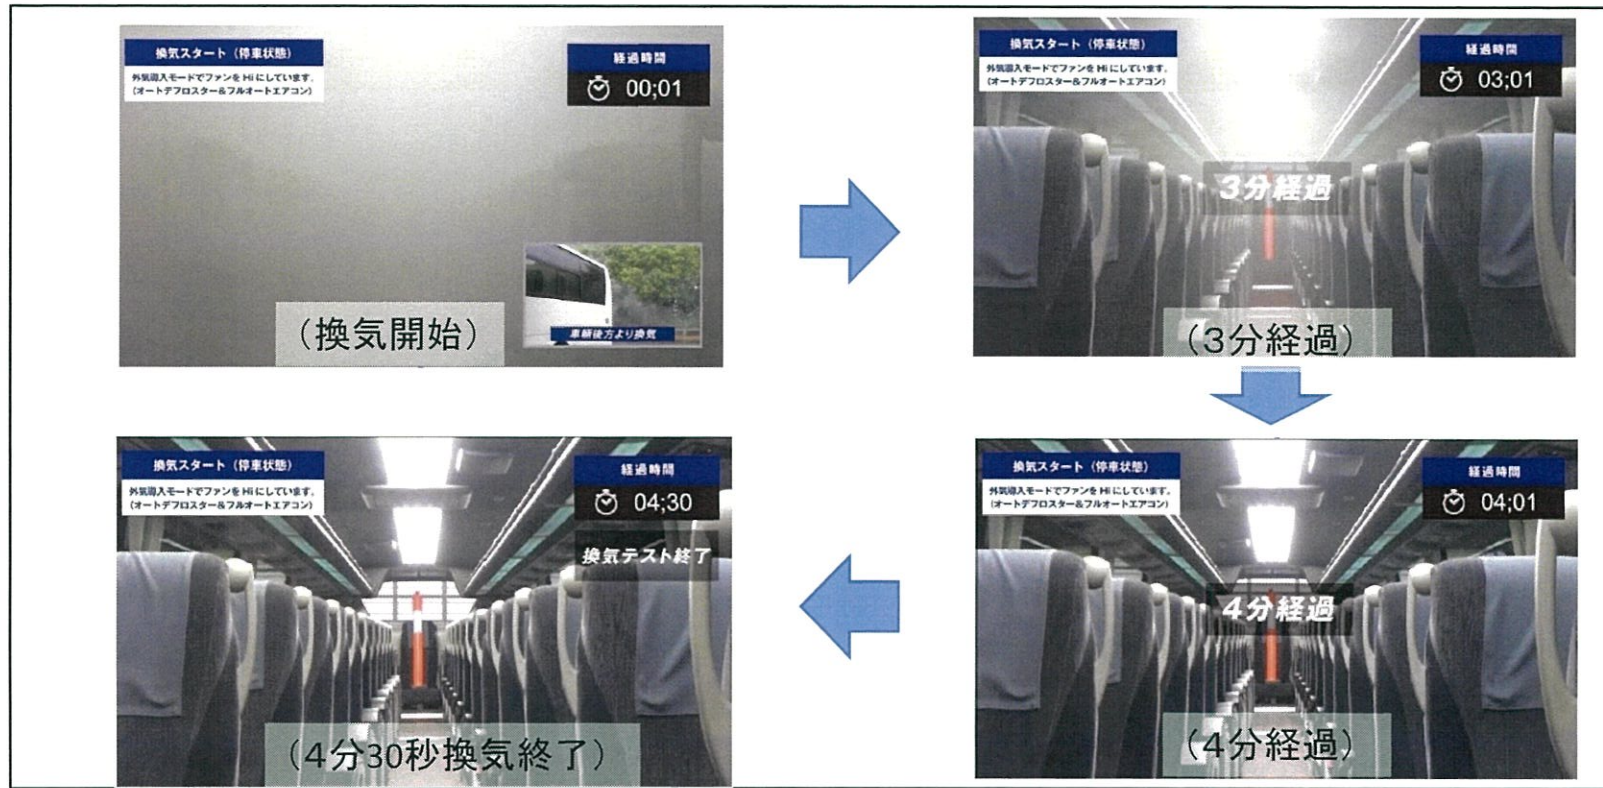 換気スタート（停車状態）
外気導入モードでファンを Hi にしています。
（オートデフロスター＆フルオートエアコン）
経過時間
00;01
車輌後方より換気
（換気開始）
換気スタート（停車状態）
外気導入モードでファンを Hi にしています。
（オートデフロスター＆フルオートエアコン）
経過時間
03;01
3分経過
（3分経過）
換気スタート（停車状態）
外気導入モードでファンを Hi にしています。
（オートデフロスター＆フルオートエアコン）
経過時間
04;01
4分経過
（4分経過）
換気スタート（停車状態）
外気導入モードでファンを Hi にしています。
（オートデフロスター＆フルオートエアコン）
経過時間
04;30
換気テスト終了
（4分30秒換気終了）